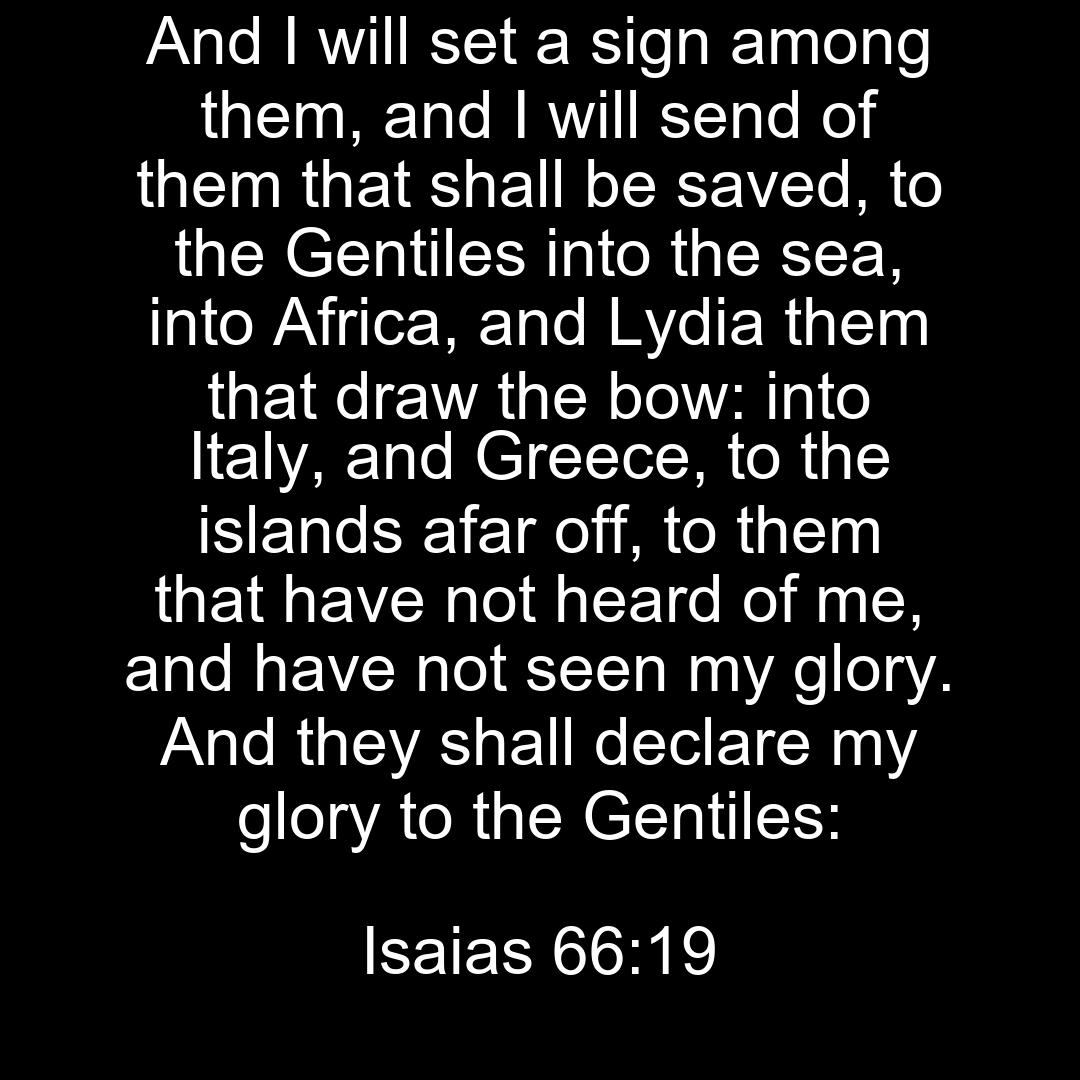 And I will set a sign among
them, and I will send of
them that shall be saved, to
the Gentiles into the sea,
into Africa, and Lydia them
that draw the bow: into
Italy, and Greece, to the
islands afar off, to them
that have not heard of me,
and have not seen my glory.
And they shall declare my
glory to the Gentiles:
Isaias 66:19